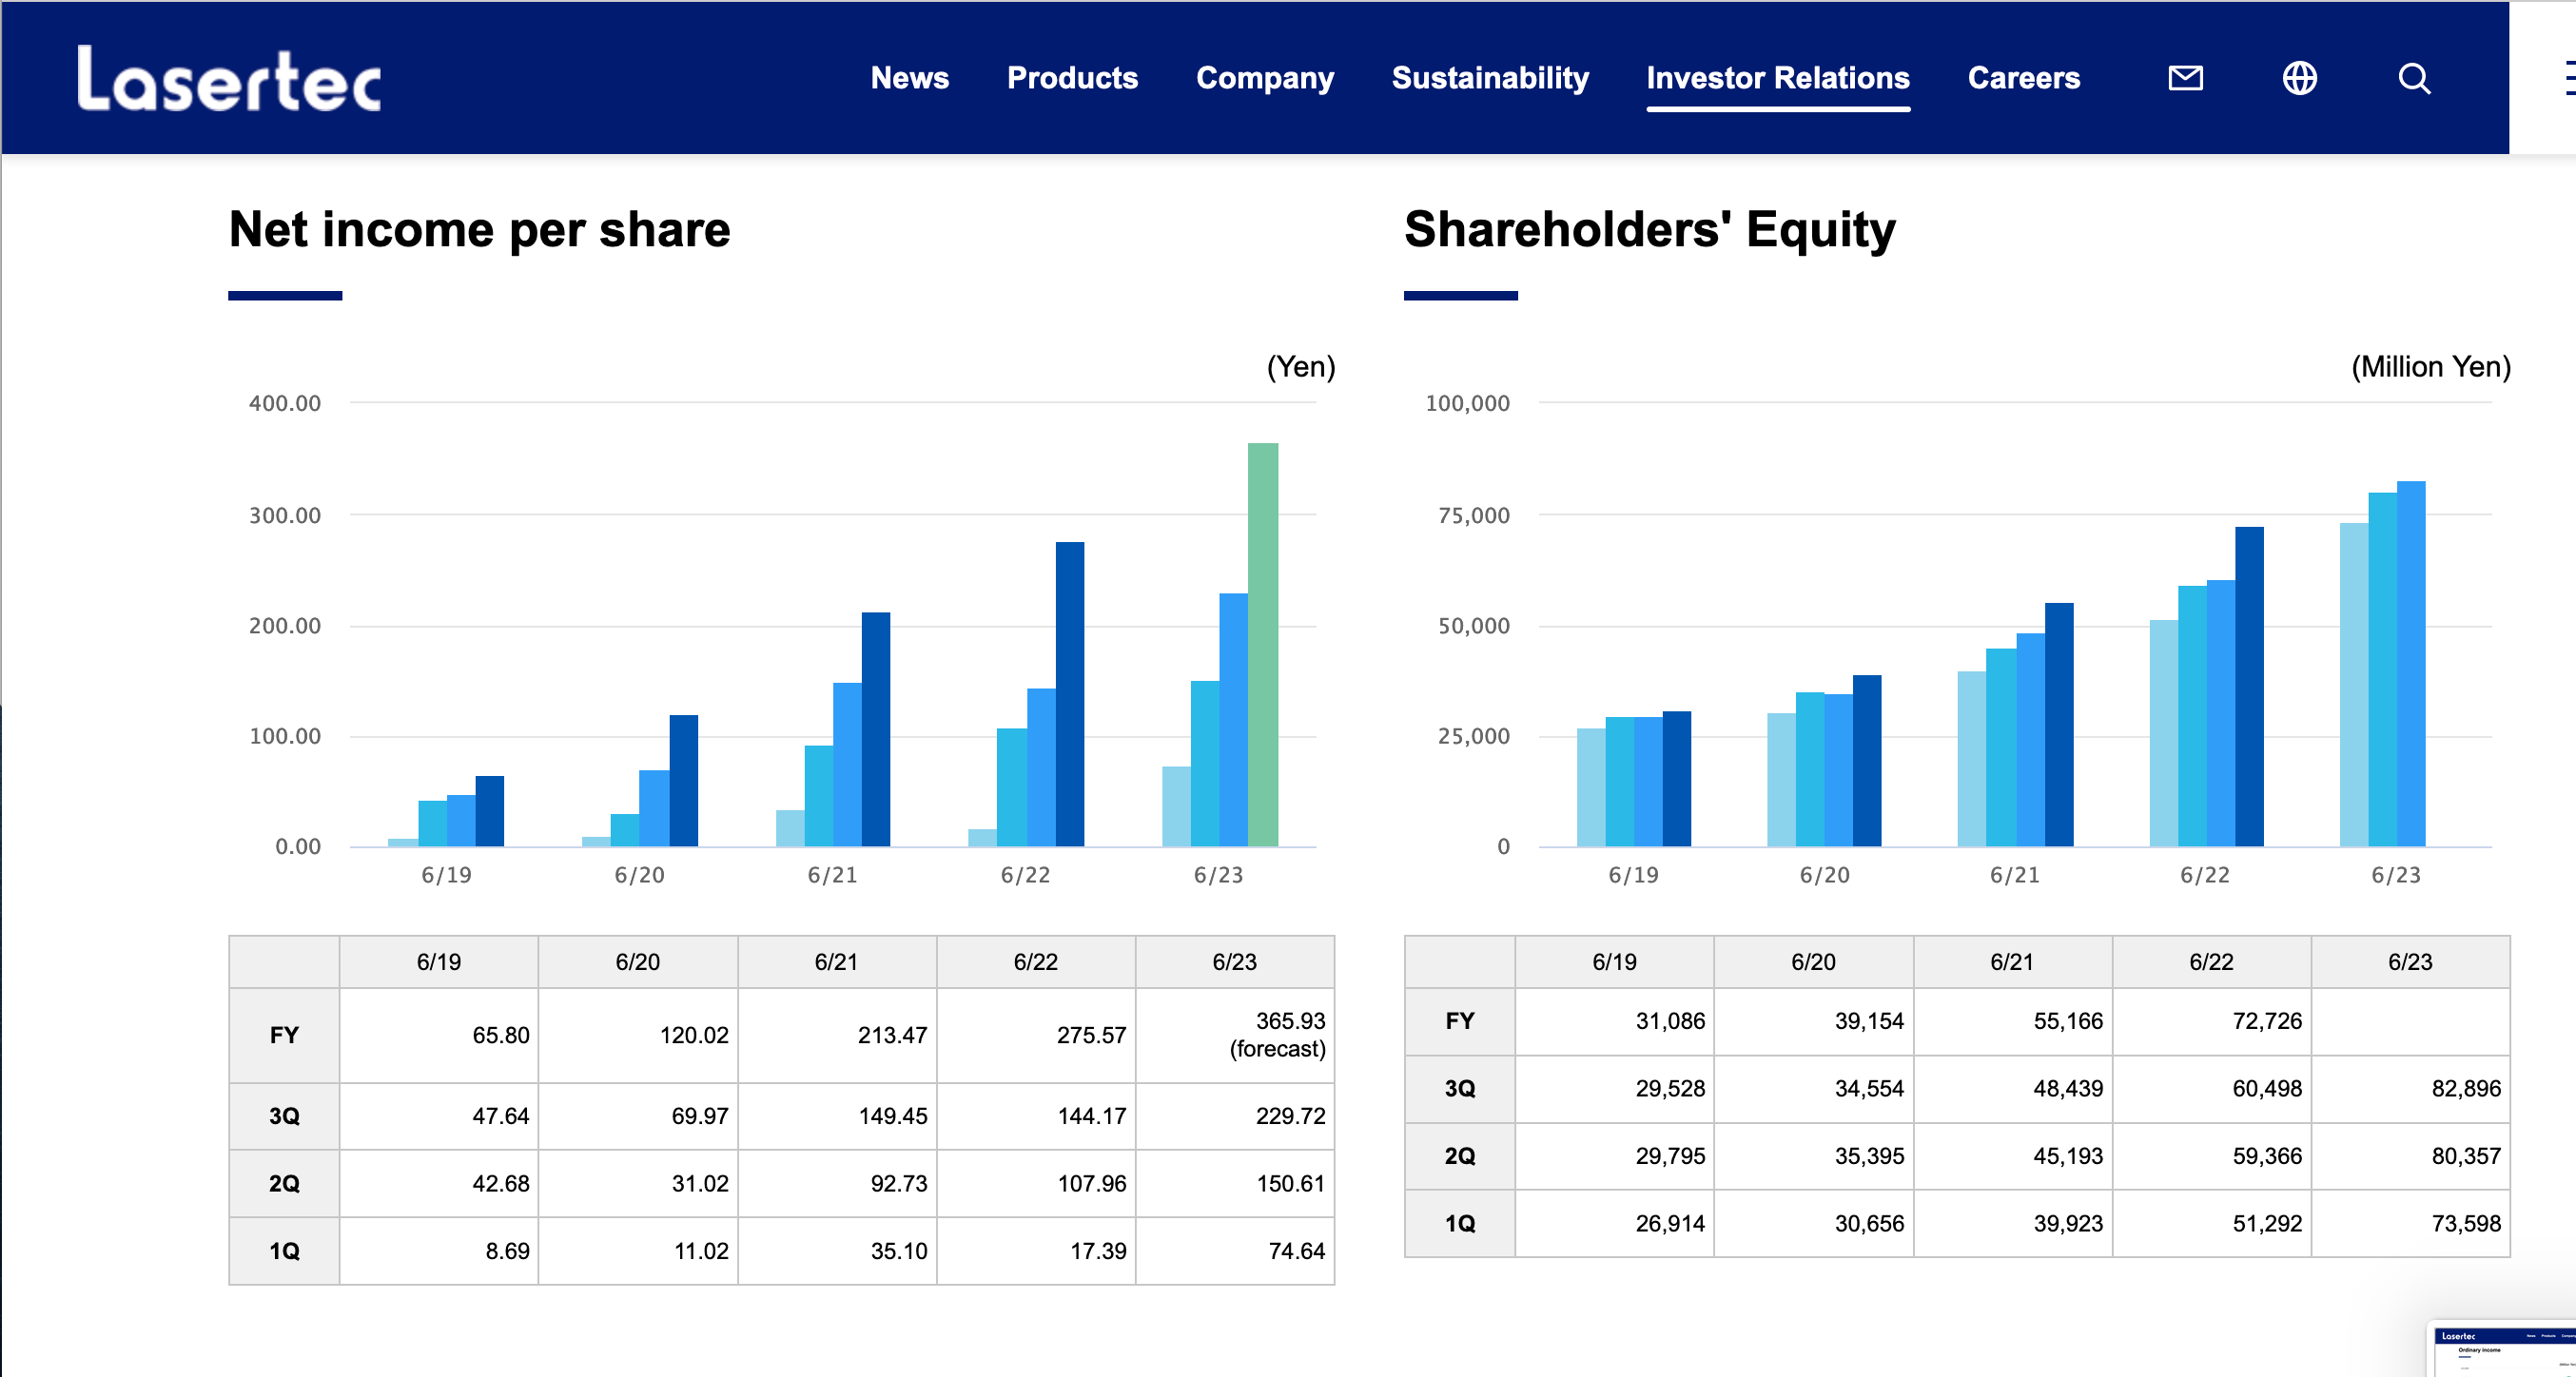 Lasertec
News Products Company Sustainability Investor Relations Careers
Net income per share
(Yen)
400.00
300.00
200.00
100.00
0.00
6/19 6/20 6/21 6/22 6/23
6/19 6/20 6/21 6/22 6/23
FY 65.80 120.02 213.47 275.57 365.93
(forecast)
3Q 47.64 69.97 149.45 144.17 229.72
2Q 42.68 31.02 92.73 107.96 150.61
1Q 8.69 11.02 35.10 17.39 74.64
Shareholders' Equity
(Million Yen)
100,000
75,000
50,000
25,000
0
6/19 6/20 6/21 6/22 6/23
6/19 6/20 6/21 6/22 6/23
FY 31,086 39,154 55,166 72,726
3Q 29,528 34,554 48,439 60,498 82,896
2Q 29,795 35,395 45,193 59,366 80,357
1Q 26,914 30,656 39,923 51,292 73,598
Lasertec
Ordinary income